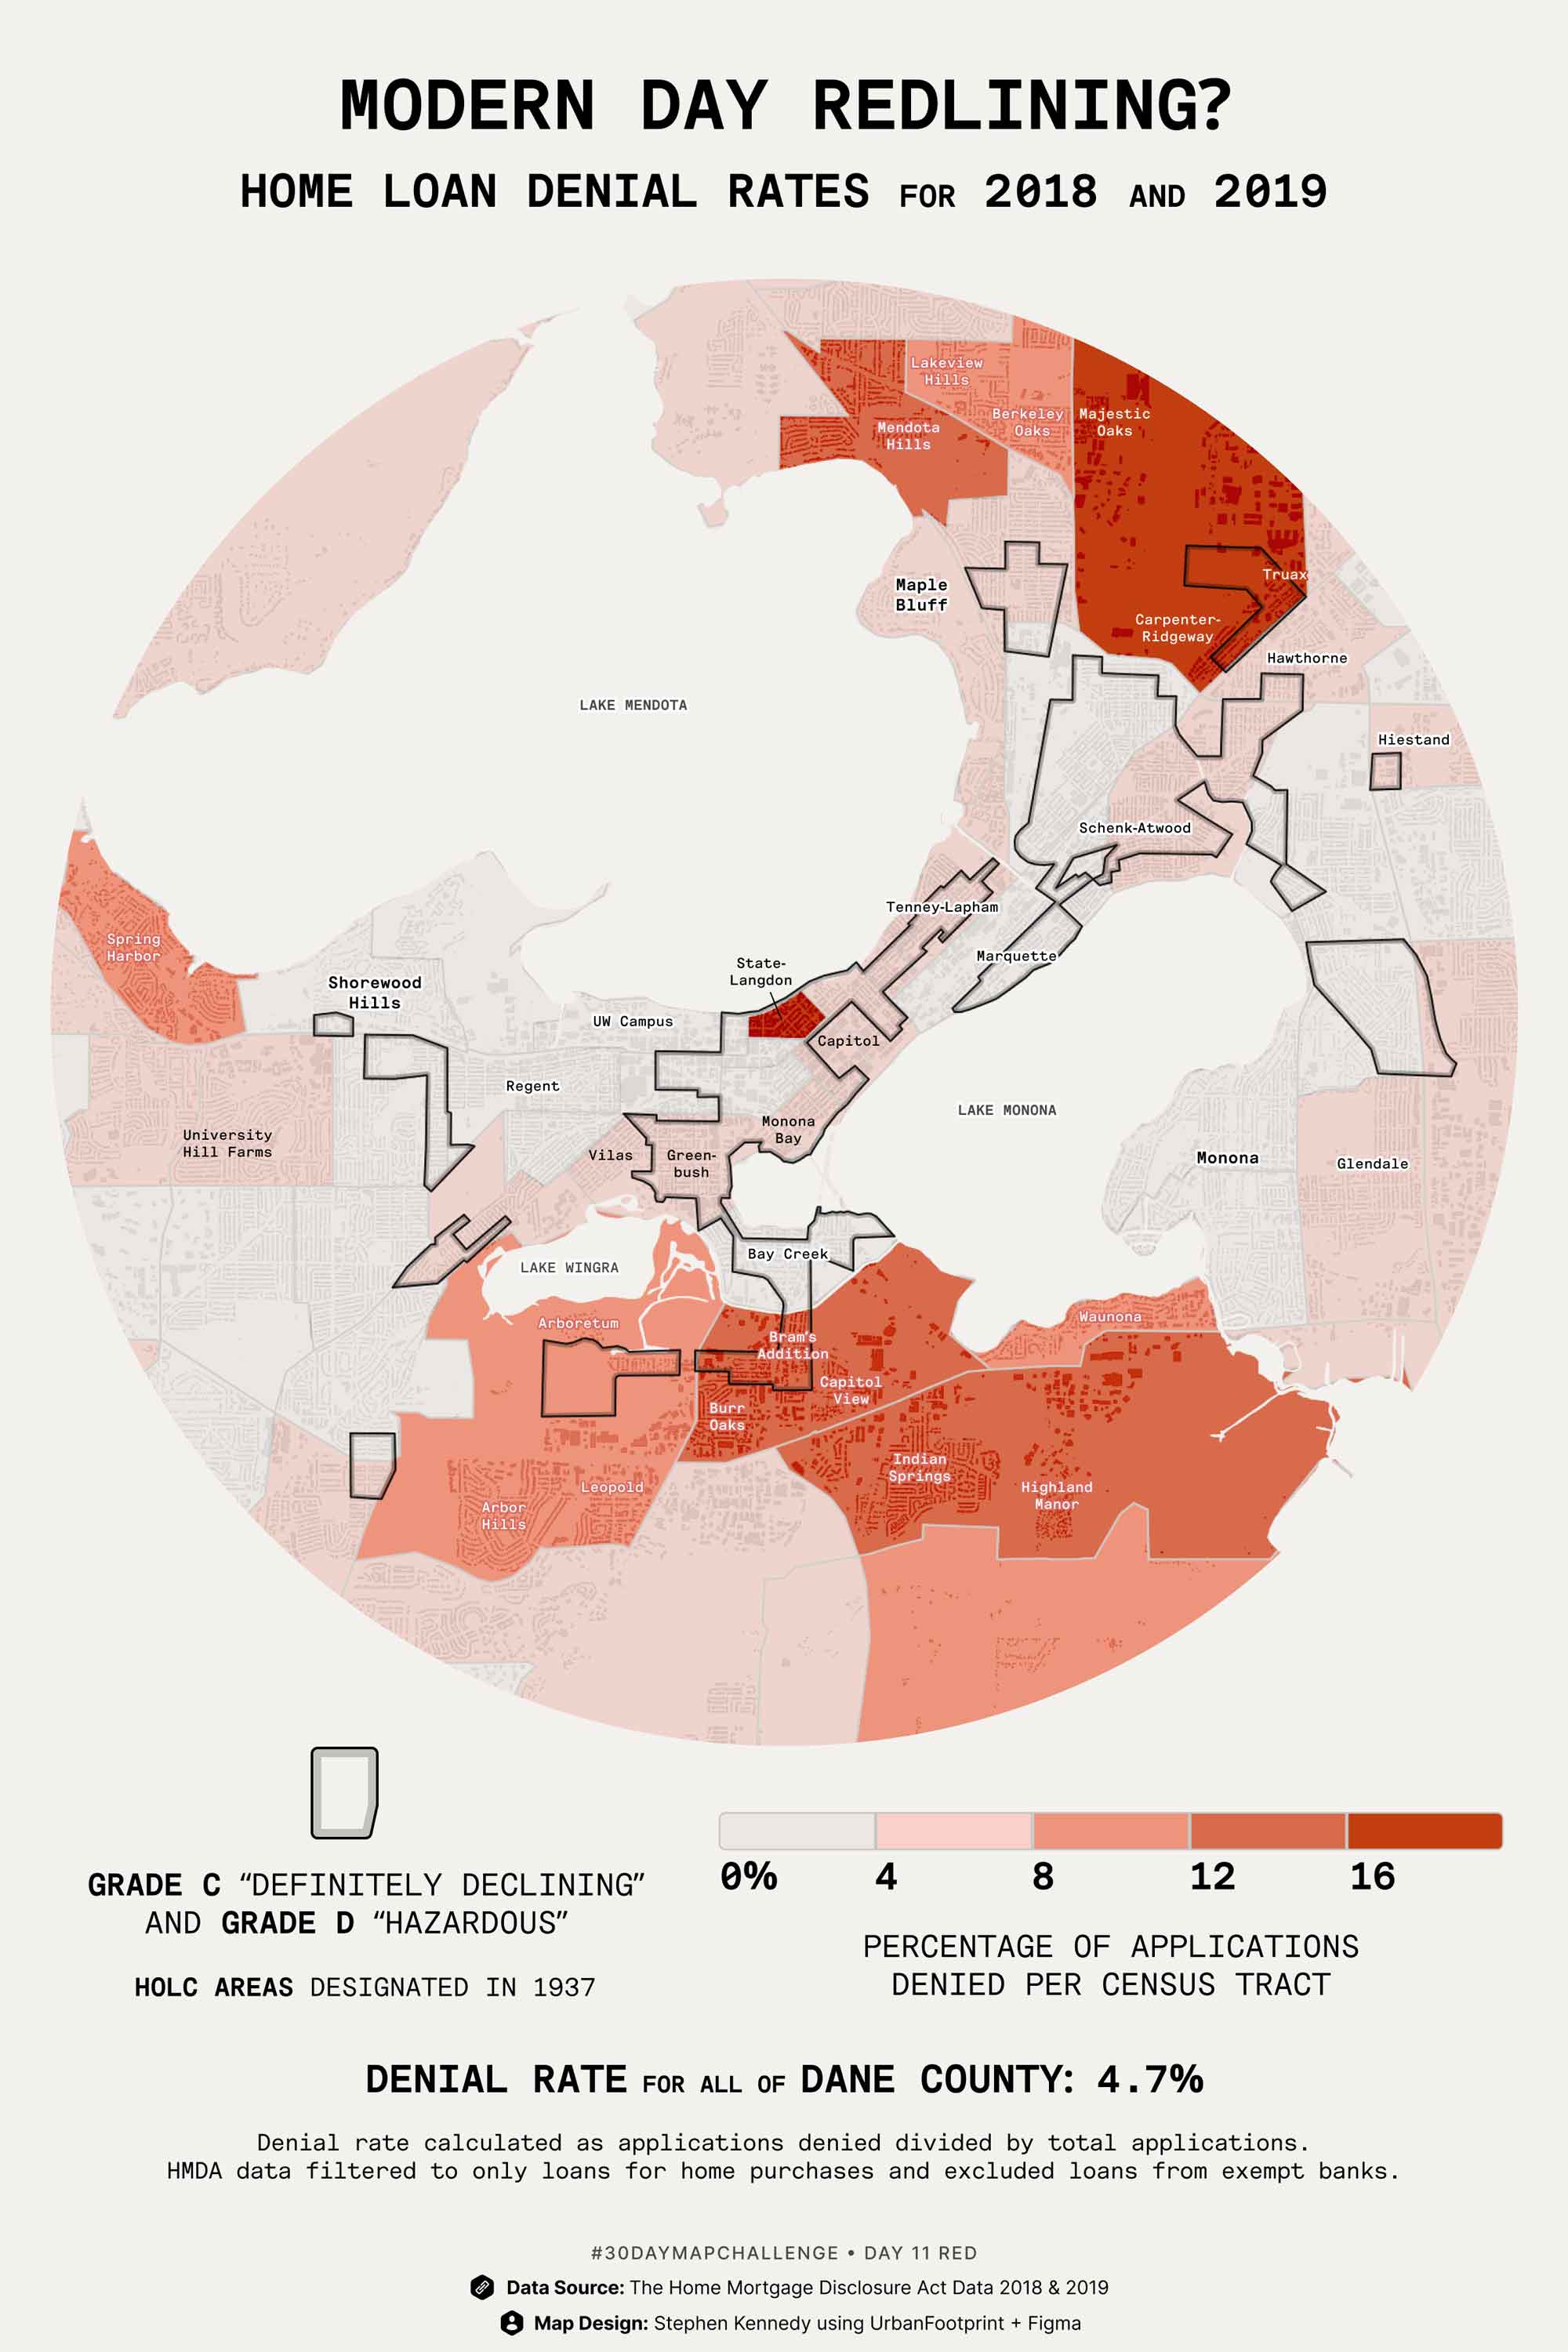 MODERN DAY REDLINING?
HOME LOAN DENIAL RATES FOR 2018 AND 2019
Lakeview
Hills
Berkeley
Oaks
Majestic
Oaks
Mendota
Hills
Truax
Maple
Bluff
Carpenter-
Ridgeway
Hawthorne
LAKE MENDOTA
Hiestand
Schenk-Atwood
Tenney-Lapham
Spring
Harbor
Marquette
State-
Langdon
Shorewood
Hills
UW Campus
Capitol
Regent
LAKE MONONA
Monona
Bay
University
Hill Farms
Vilas
Green-
bush
Monona
Glendale
Bay Creek
LAKE WINGRA
Arboretum
Waunona
Bram's
Addition
Capitol
View
Burr
Oaks
Indian
Springs
Leopold
Highland
Manor
Arbor
Hills
GRADE C “DEFINITELY DECLINING”
AND GRADE D “HAZARDOUS”
HOLC AREAS DESIGNATED IN 1937
0% 4 8 12 16
PERCENTAGE OF APPLICATIONS
DENIED PER CENSUS TRACT
DENIAL RATE FOR ALL OF DANE COUNTY: 4.7%
Denial rate calculated as applications denied divided by total applications.
HMDA data filtered to only loans for home purchases and excluded loans from exempt banks.
#30DAYMAPCHALLENGE • DAY 11 RED
Data Source: The Home Mortgage Disclosure Act Data 2018 & 2019
Map Design: Stephen Kennedy using UrbanFootprint + Figma